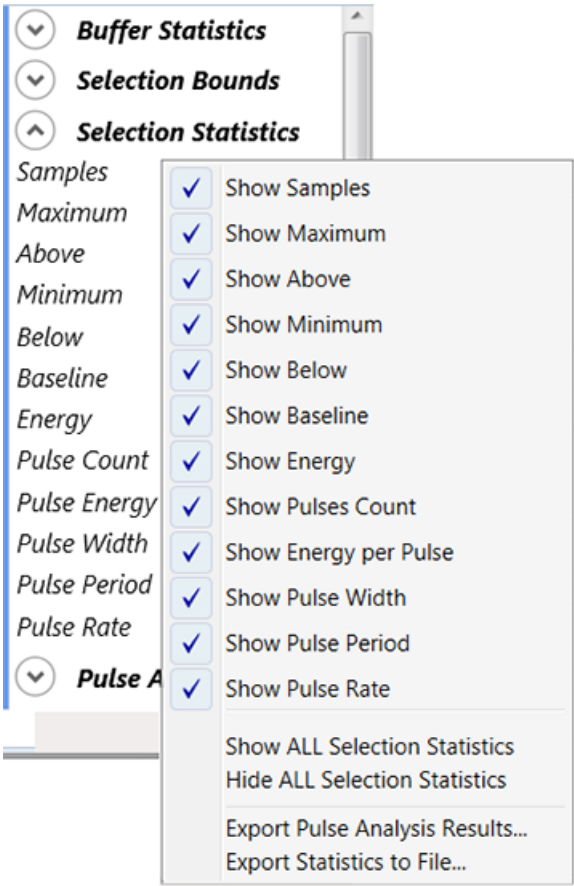 Buffer Statistics
Selection Bounds
Selection Statistics
Samples
Maximum
Above
Minimum
Below
Baseline
Energy
Pulse Count
Pulse Energy
Pulse Width
Pulse Period
Pulse Rate
Pulse A
Show Samples
Show Maximum
Show Above
Show Minimum
Show Below
Show Baseline
Show Energy
Show Pulses Count
Show Energy per Pulse
Show Pulse Width
Show Pulse Period
Show Pulse Rate
Show ALL Selection Statistics
Hide ALL Selection Statistics
Export Pulse Analysis Results...
Export Statistics to File...